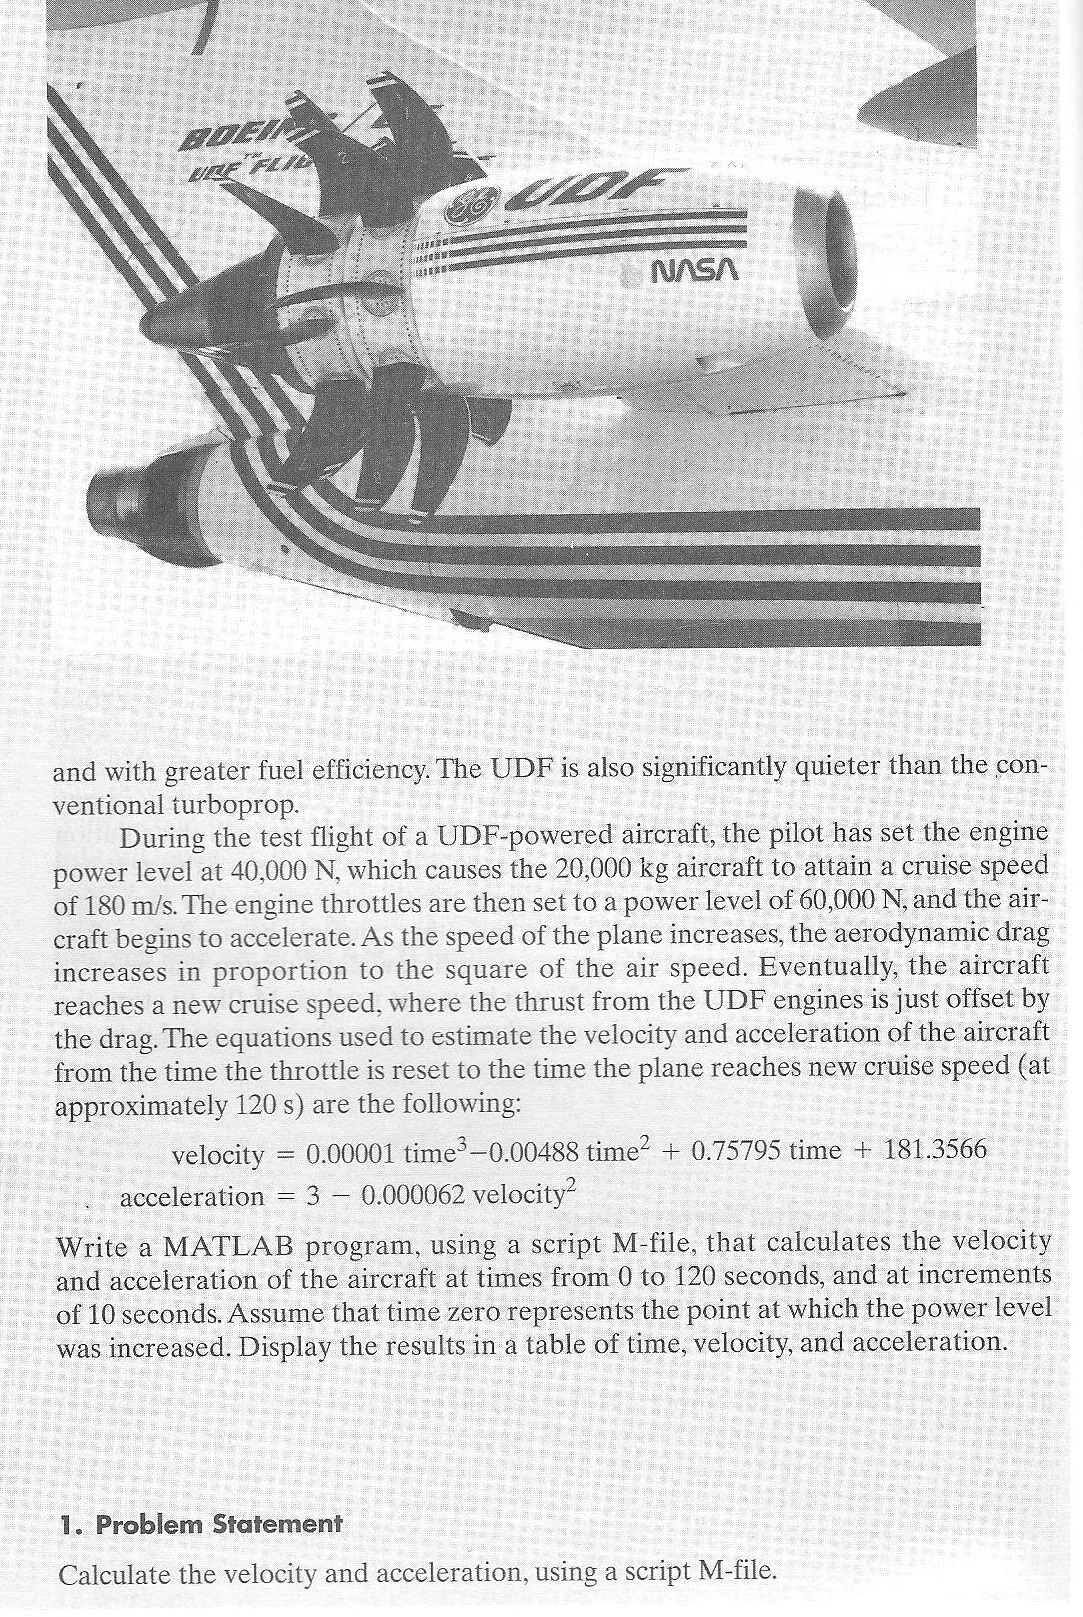 BOEING
UDF™ FLIG
UDF
NASA
and with greater fuel efficiency. The UDF is also significantly quieter than the con-
ventional turboprop.
During the test flight of a UDF-powered aircraft, the pilot has set the engine
power level at 40,000 N, which causes the 20,000 kg aircraft to attain a cruise speed
of 180 m/s. The engine throttles are then set to a power level of 60,000 N, and the air-
craft begins to accelerate. As the speed of the plane increases, the aerodynamic drag
increases in proportion to the square of the air speed. Eventually, the aircraft
reaches a new cruise speed, where the thrust from the UDF engines is just offset by
the drag. The equations used to estimate the velocity and acceleration of the aircraft
from the time the throttle is reset to the time the plane reaches new cruise speed (at
approximately 120 s) are the following:
velocity = 0.00001 time³−0.00488 time² + 0.75795 time + 181.3566
acceleration = 3 − 0.000062 velocity²
Write a MATLAB program, using a script M-file, that calculates the velocity
and acceleration of the aircraft at times from 0 to 120 seconds, and at increments
of 10 seconds. Assume that time zero represents the point at which the power level
was increased. Display the results in a table of time, velocity, and acceleration.
1. Problem Statement
Calculate the velocity and acceleration, using a script M-file.